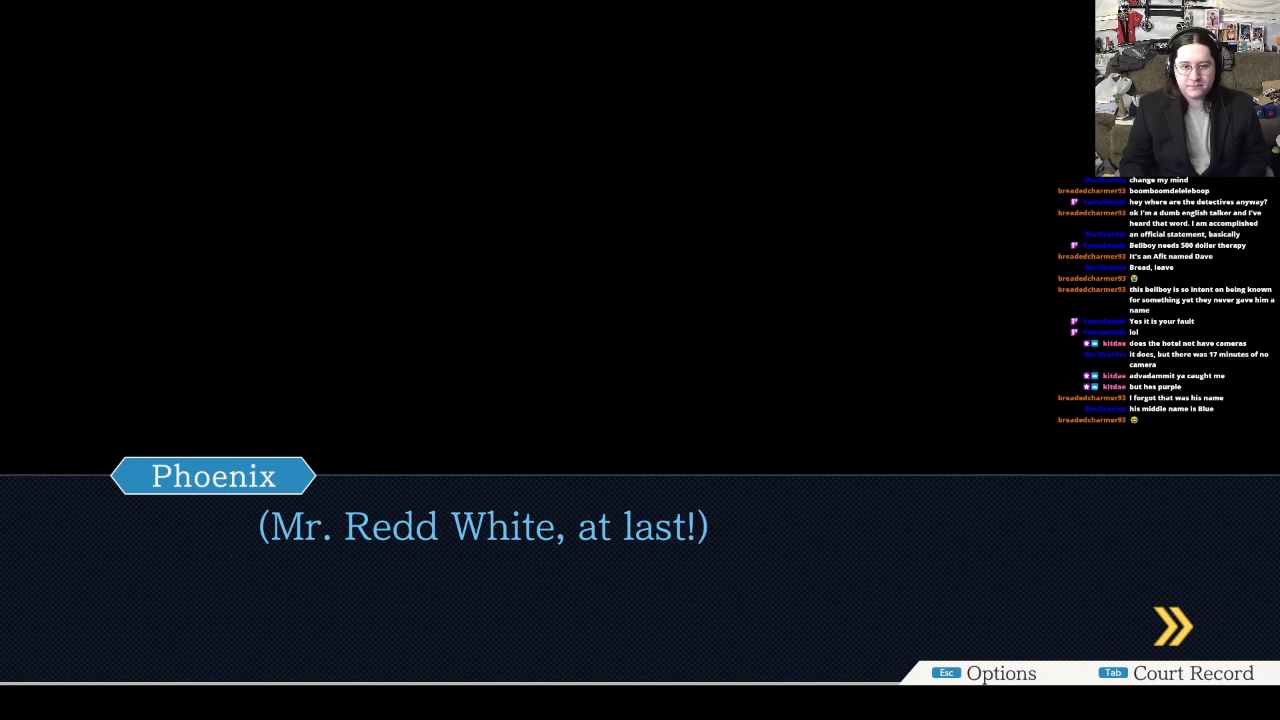 change my mind
breadedcharmer93 boomboomdeleleboop
hey where are the detectives anyway?
breadedcharmer93 ok I'm a dumb english talker and I've
heard that word. I am accomplished
an official statement, basically
Bellboy needs 500 doller therapy
breadedcharmer93 It's an Afit named Dave
Bread, leave
breadedcharmer93
breadedcharmer93 this bellboy is so intent on being known
for something yet they never gave him a
name
Yes it is your fault
lol
kitdae does the hotel not have cameras
it does, but there was 17 minutes of no
camera
kitdae advadammit ya caught me
kitdae but hes purple
breadedcharmer93 I forgot that was his name
his middle name is Blue
breadedcharmer93
Phoenix
(Mr. Redd White, at last!)
Esc Options Tab Court Record